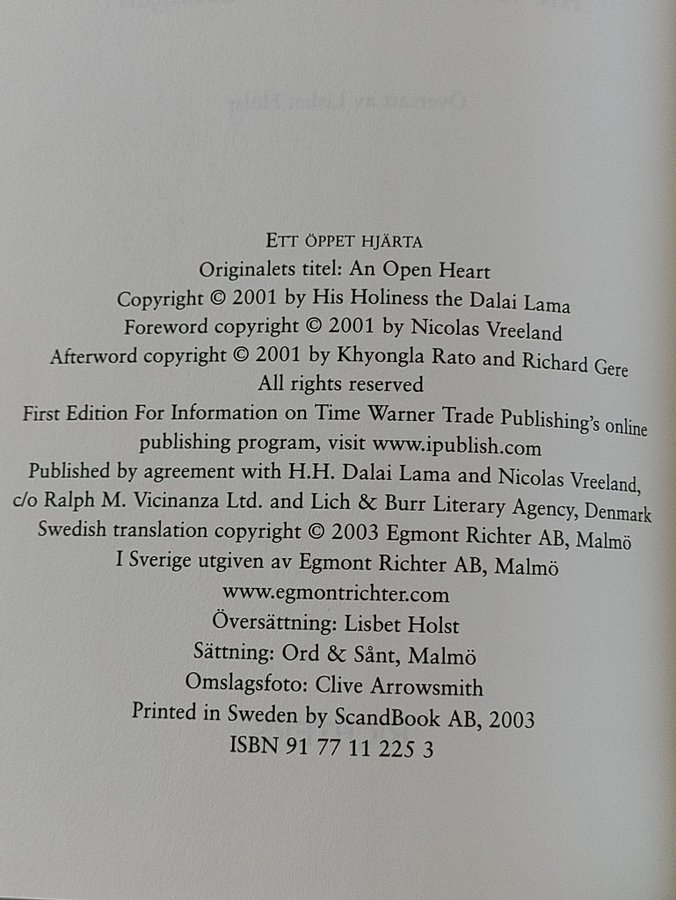 ETT ÖPPET HJÄRTA
Originalets titel: An Open Heart
Copyright © 2001 by His Holiness the Dalai Lama
Foreword copyright © 2001 by Nicolas Vreeland
Afterword copyright © 2001 by Khyongla Rato and Richard Gere
All rights reserved
First Edition For Information on Time Warner Trade Publishing's online
publishing program, visit www.ipublish.com
Published by agreement with H.H. Dalai Lama and Nicolas Vreeland,
c/o Ralph M. Vicinanza Ltd. and Lich & Burr Literary Agency, Denmark
Swedish translation copyright © 2003 Egmont Richter AB, Malmö
I Sverige utgiven av Egmont Richter AB, Malmö
www.egmontrichter.com
Översättning: Lisbet Holst
Sättning: Ord & Sånt, Malmö
Omslagsfoto: Clive Arrowsmith
Printed in Sweden by ScandBook AB, 2003
ISBN 91 77 11 225 3